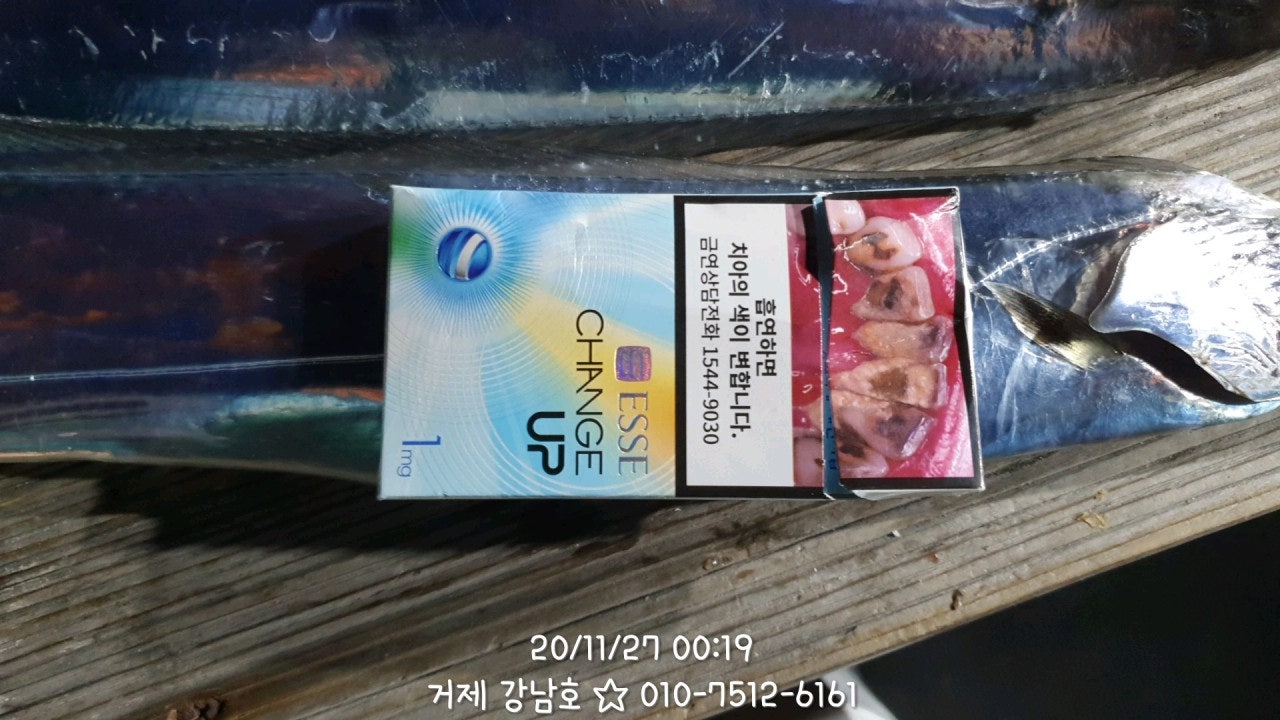 ESSE
CHANGE
UP
1mg
흡연하면
치아의 색이 변합니다.
금연상담전화 1544-9030
20/11/27 00:19
거제 강남호 ☆ 010-7512-6161